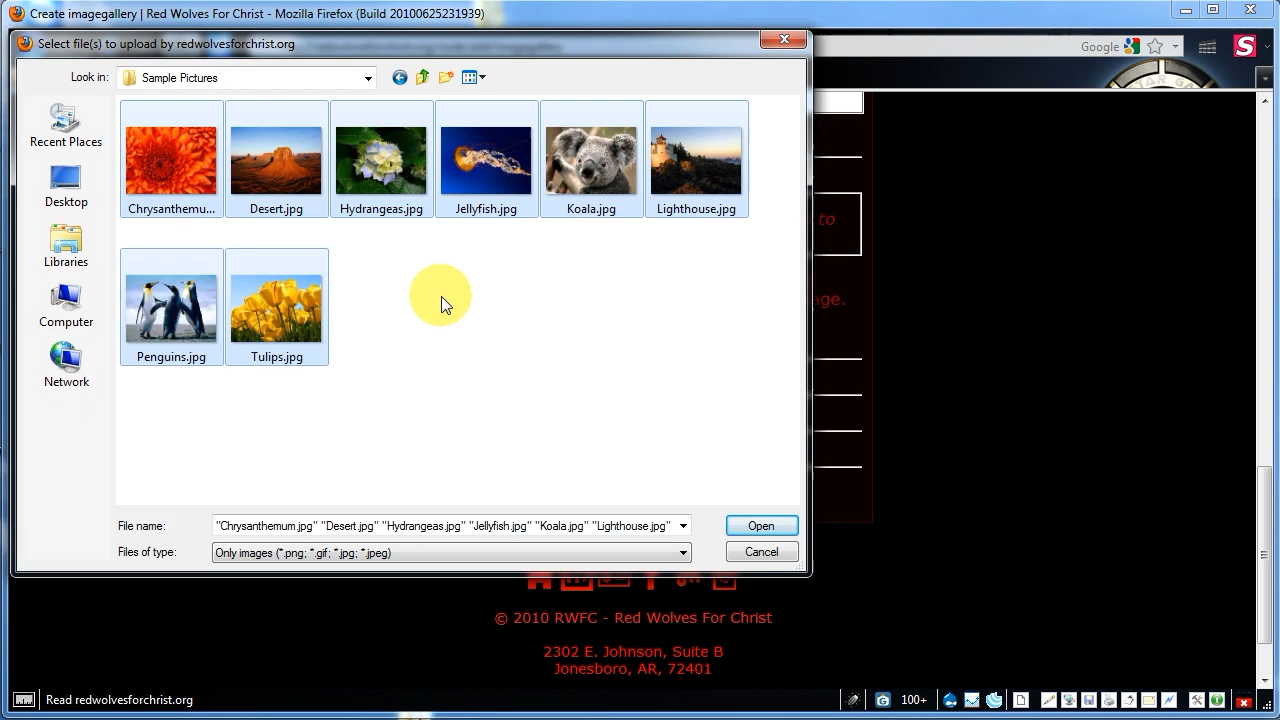 Create imagegallery | Red Wolves For Christ - Mozilla Firefox (Build 20100625231939)
Select file(s) to upload by redwolvesforchrist.org
Google
Look in:
Sample Pictures
Recent Places
Desktop
Libraries
Computer
Network
Chrysanthemu...
Desert.jpg
Hydrangeas.jpg
Jellyfish.jpg
Koala.jpg
Lighthouse.jpg
Penguins.jpg
Tulips.jpg
to
age.
File name:
"Chrysanthemum.jpg" "Desert.jpg" "Hydrangeas.jpg" "Jellyfish.jpg" "Koala.jpg" "Lighthouse.jpg"
Open
Files of type:
Only images (*.png; *.gif; *.jpg; *.jpeg)
Cancel
© 2010 RWFC - Red Wolves For Christ
2302 E. Johnson, Suite B
Jonesboro, AR, 72401
Read redwolvesforchrist.org
100+